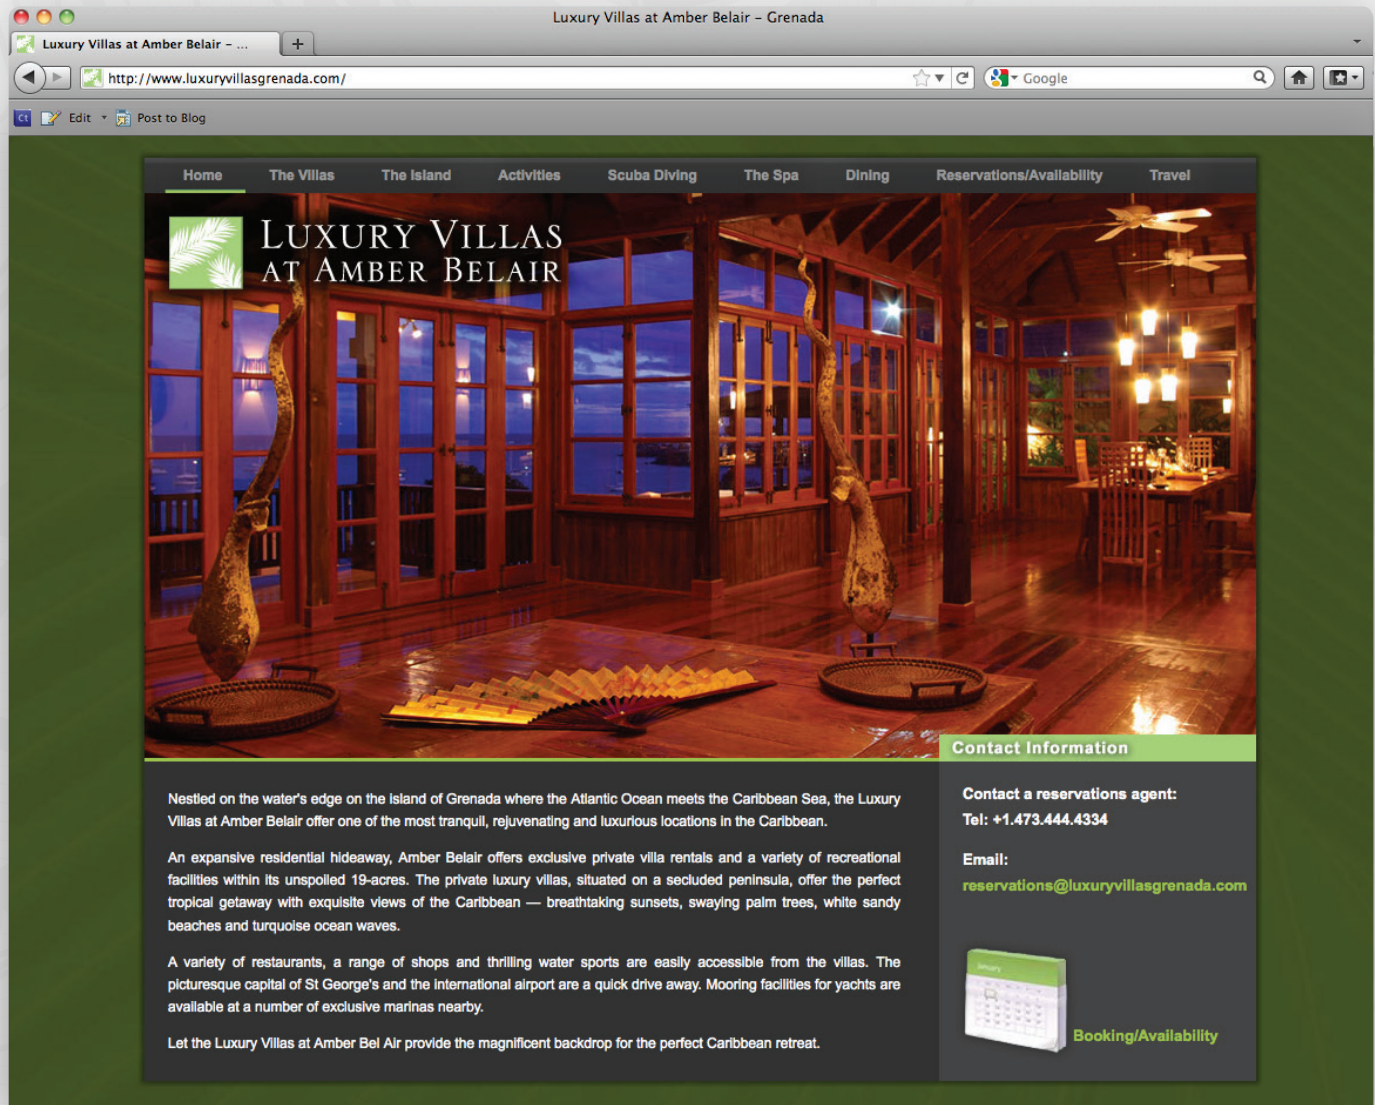 Luxury Villas at Amber Belair – Grenada
Luxury Villas at Amber Belair – ...
http://www.luxuryvillasgrenada.com/
Google
Edit
Post to Blog
Home The Villas The Island Activities Scuba Diving The Spa Dining Reservations/Availability Travel
LUXURY VILLAS
AT AMBER BELAIR
Contact Information
Nestled on the water's edge on the island of Grenada where the Atlantic Ocean meets the Caribbean Sea, the Luxury
Villas at Amber Belair offer one of the most tranquil, rejuvenating and luxurious locations in the Caribbean.
An expansive residential hideaway, Amber Belair offers exclusive private villa rentals and a variety of recreational
facilities within its unspoiled 19-acres. The private luxury villas, situated on a secluded peninsula, offer the perfect
tropical getaway with exquisite views of the Caribbean — breathtaking sunsets, swaying palm trees, white sandy
beaches and turquoise ocean waves.
A variety of restaurants, a range of shops and thrilling water sports are easily accessible from the villas. The
picturesque capital of St George's and the international airport are a quick drive away. Mooring facilities for yachts are
available at a number of exclusive marinas nearby.
Let the Luxury Villas at Amber Bel Air provide the magnificent backdrop for the perfect Caribbean retreat.
Contact a reservations agent:
Tel: +1.473.444.4334
Email:
reservations@luxuryvillasgrenada.com
January
Booking/Availability